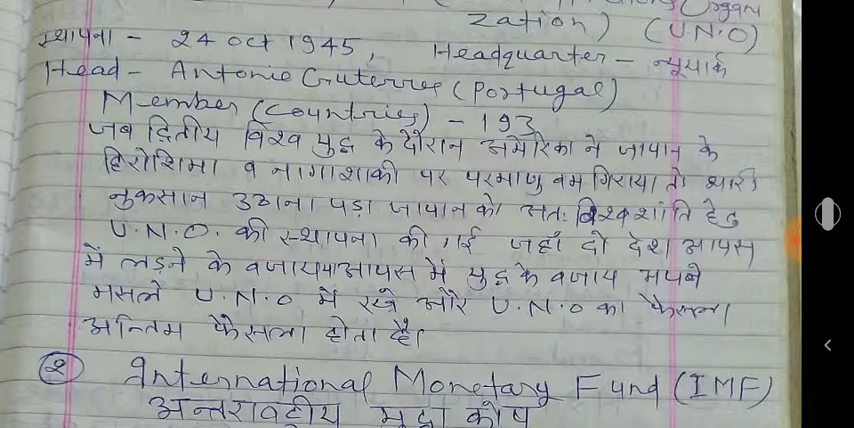 Organ
zation) (U.N.O)
स्थापना - 24 oct 1945, Headquarter - न्यूयार्क
Head - Antonio Guterres (Portugal)
Member (countries) - 193
जब द्वितीय विश्व युद्ध के दौरान अमेरिका ने जापान के
हिरोशिमा व नागाशाकी पर परमाणु बम गिराया तो भारी
नुकसान उठाना पड़ा जापान को अतः विश्वशांति हेतु
U.N.O. की स्थापना की गई जहाँ दो देश आपस
में लड़ने के बजाय आपस में युद्ध के बजाय अपने
मसले U.N.O में रखे और U.N.O का फैसला
अन्तिम फैसला होता है।
② International Monetary Fund (IMF)
अन्तराष्ट्रीय मुद्रा कोष